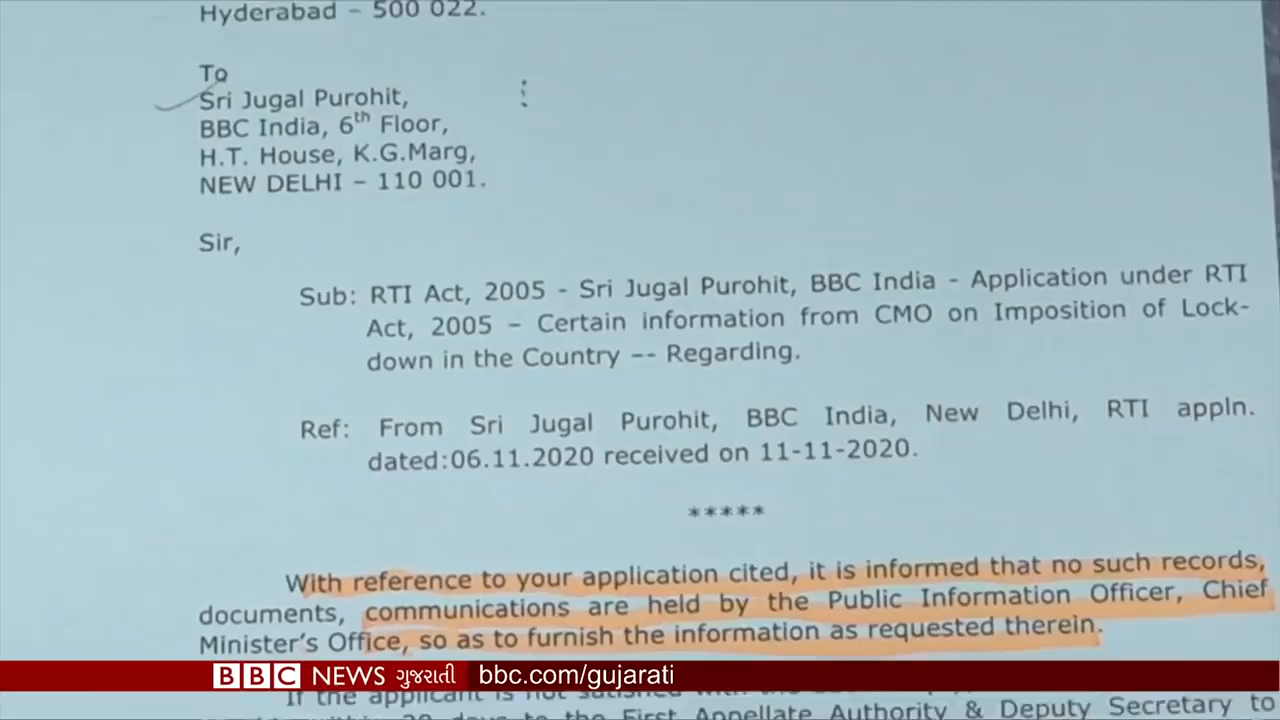 Hyderabad – 500 022.
To
Sri Jugal Purohit,
BBC India, 6th Floor,
H.T. House, K.G.Marg,
NEW DELHI – 110 001.
Sir,
Sub: RTI Act, 2005 - Sri Jugal Purohit, BBC India - Application under RTI
Act, 2005 – Certain information from CMO on Imposition of Lock-
down in the Country –- Regarding.
Ref: From Sri Jugal Purohit, BBC India, New Delhi, RTI appln.
dated:06.11.2020 received on 11-11-2020.
*****
With reference to your application cited, it is informed that no such records,
documents, communications are held by the Public Information Officer, Chief
Minister's Office, so as to furnish the information as requested therein.
BBC NEWS ગુજરાતી bbc.com/gujarati
If the applicant is not satisfied with the
days to the First Appellate Authority & Deputy Secretary to